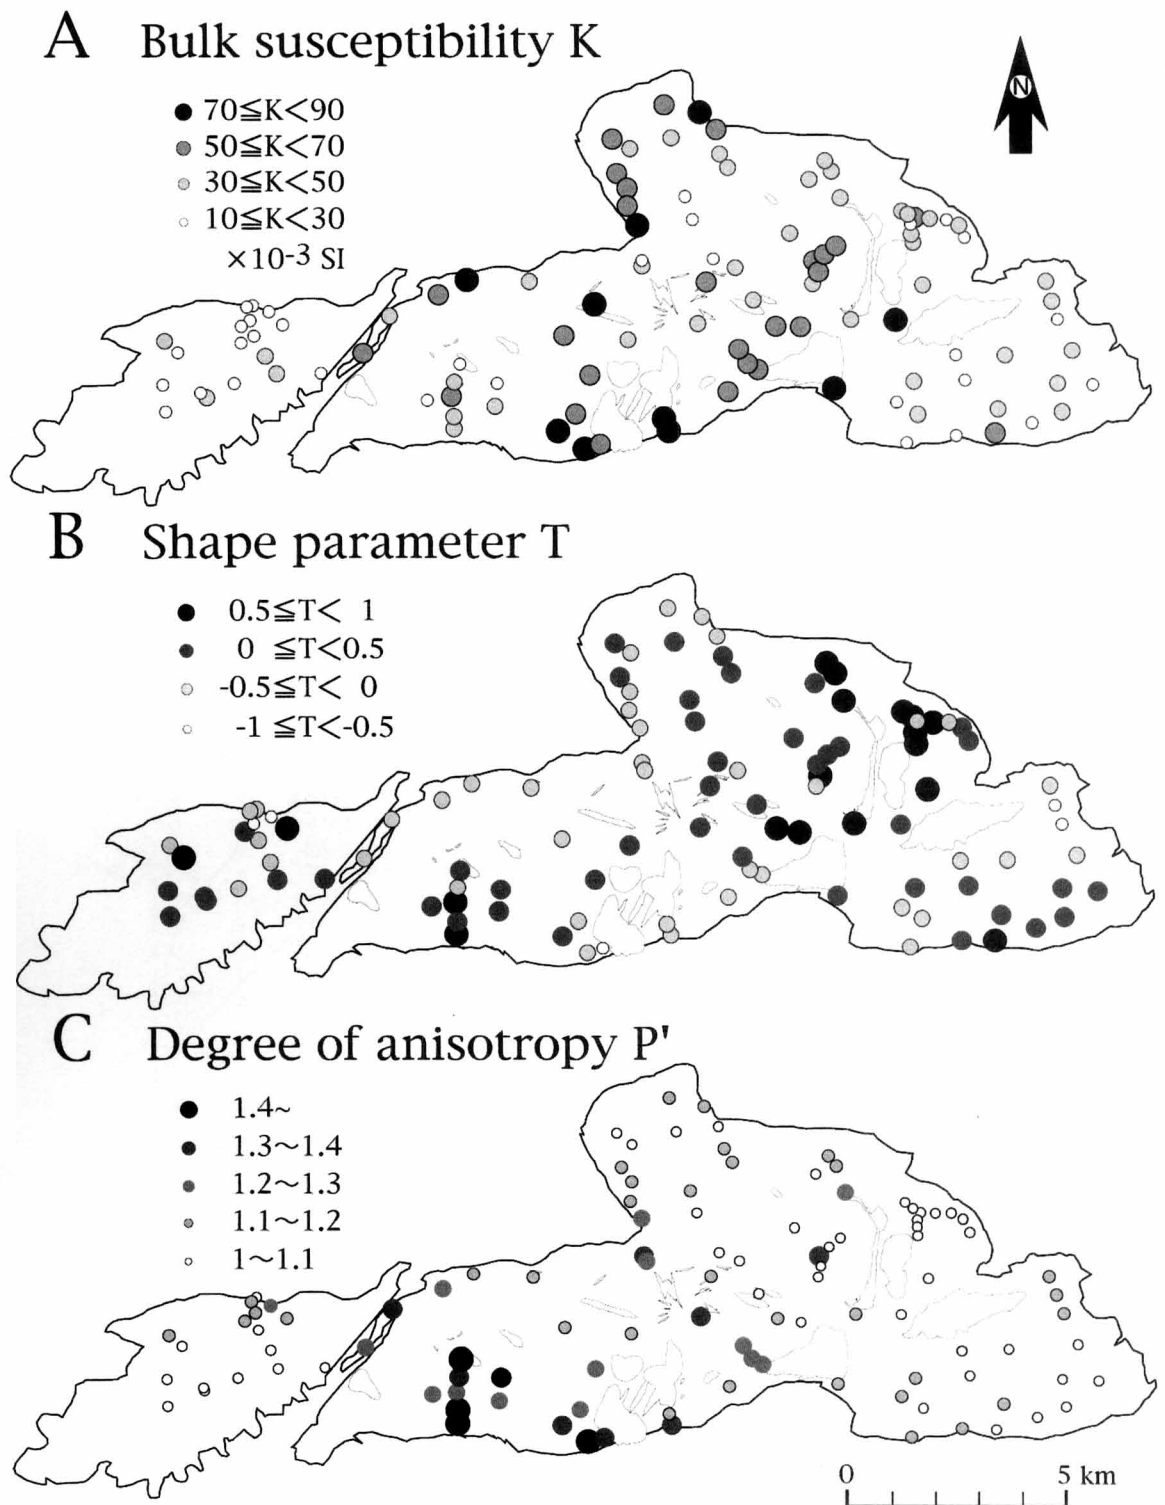 A Bulk susceptibility K
N
70≦K<90
50≦K<70
30≦K<50
10≦K<30
×10-3 SI
B Shape parameter T
0.5≦T< 1
0 ≦T<0.5
-0.5≦T< 0
-1 ≦T<-0.5
C Degree of anisotropy P'
1.4~
1.3~1.4
1.2~1.3
1.1~1.2
1~1.1
0 5 km